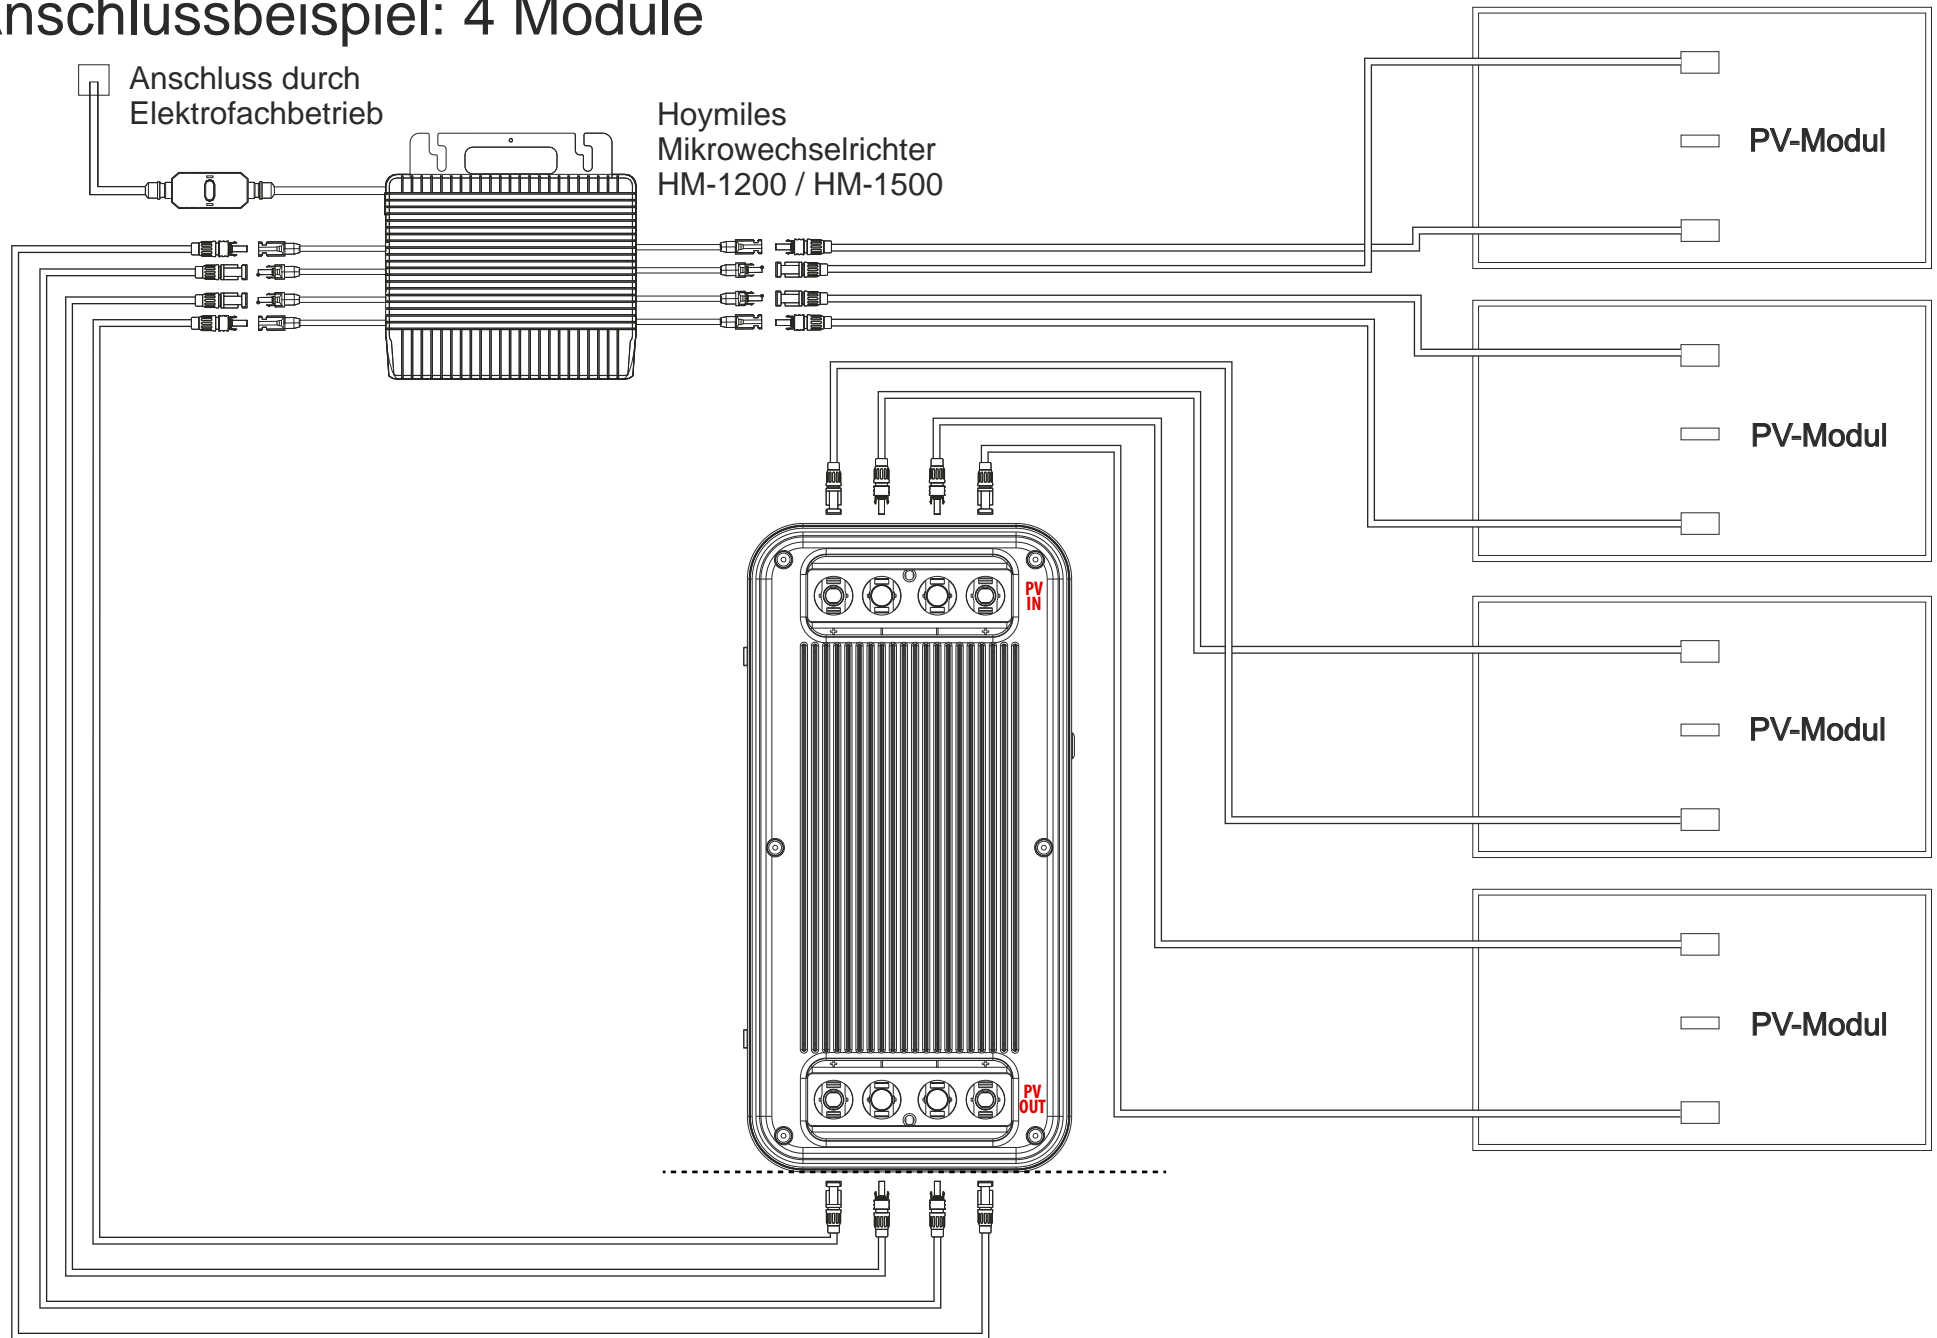 nschlussbeispiel: 4 Module
Anschluss durch
Elektrofachbetrieb
Hoymiles
Mikrowechselrichter
HM-1200 / HM-1500
PV-Modul
PV-Modul
PV
IN
+ − − +
PV-Modul
PV-Modul
+ − − +
PV
OUT